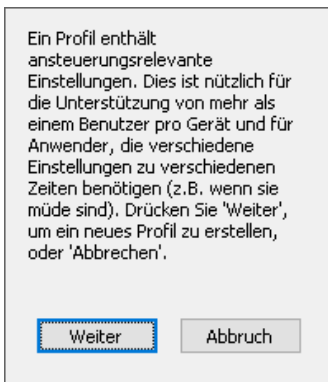 Ein Profil enthält
ansteuerungsrelevante
Einstellungen. Dies ist nützlich für
die Unterstützung von mehr als
einem Benutzer pro Gerät und für
Anwender, die verschiedene
Einstellungen zu verschiedenen
Zeiten benötigen (z.B. wenn sie
müde sind). Drücken Sie 'Weiter',
um ein neues Profil zu erstellen,
oder 'Abbrechen'.
Weiter Abbruch